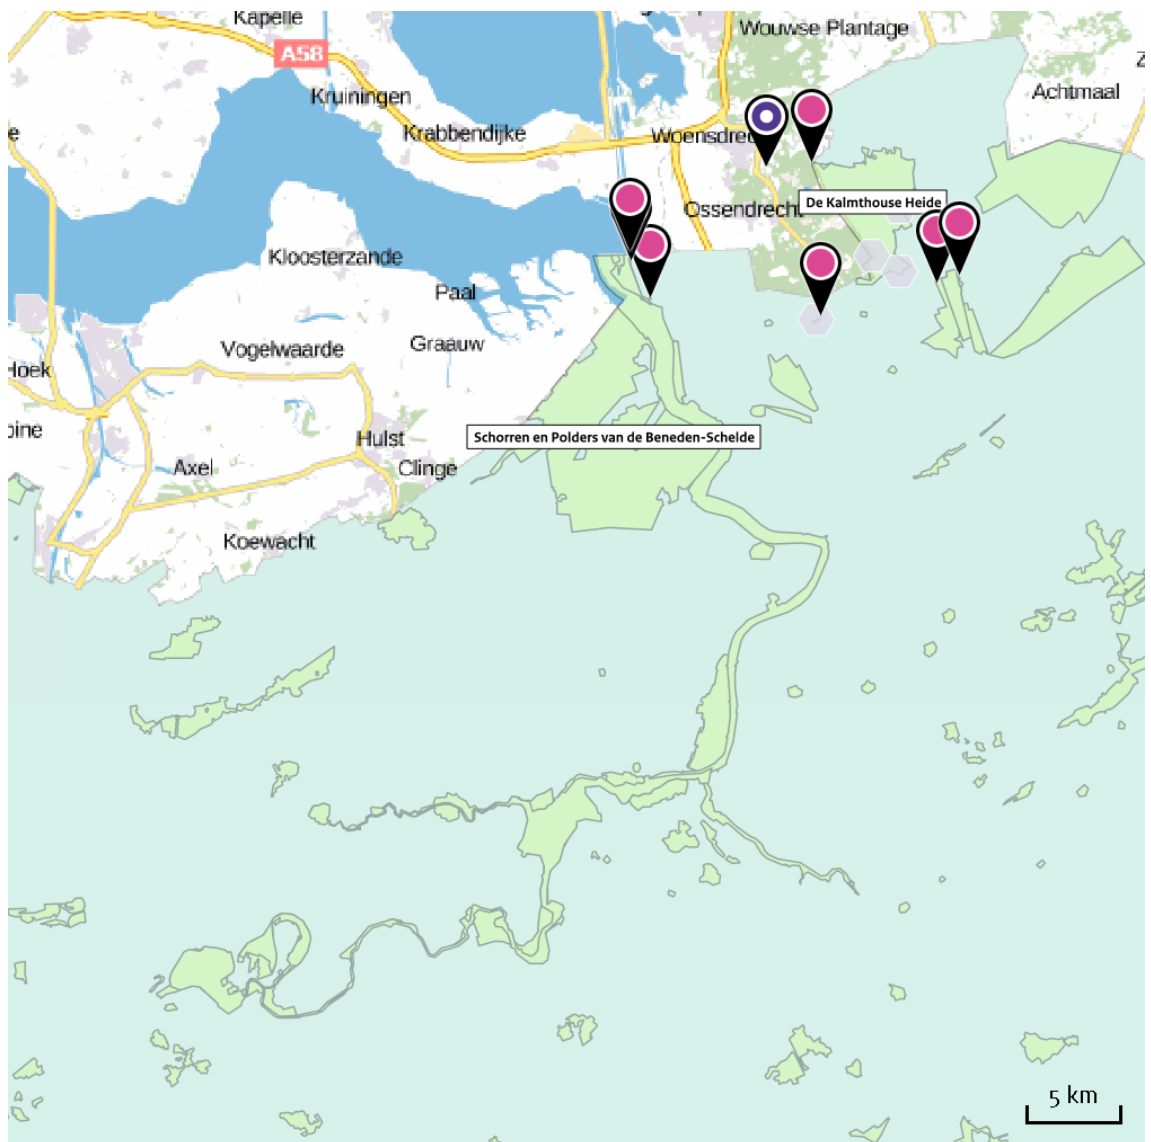 Kapelle
Wouwse Plantage
A58
Kruiningen
Achtmaal
Krabbendijke
Ossendrecht
De Kalmthouse Heide
Kloosterzande
Paal
Graauw
Vogelwaarde
Hoek
Schorren en Polders van de Beneden-Schelde
Hulst
Axel
Clinge
Koewacht
5 km